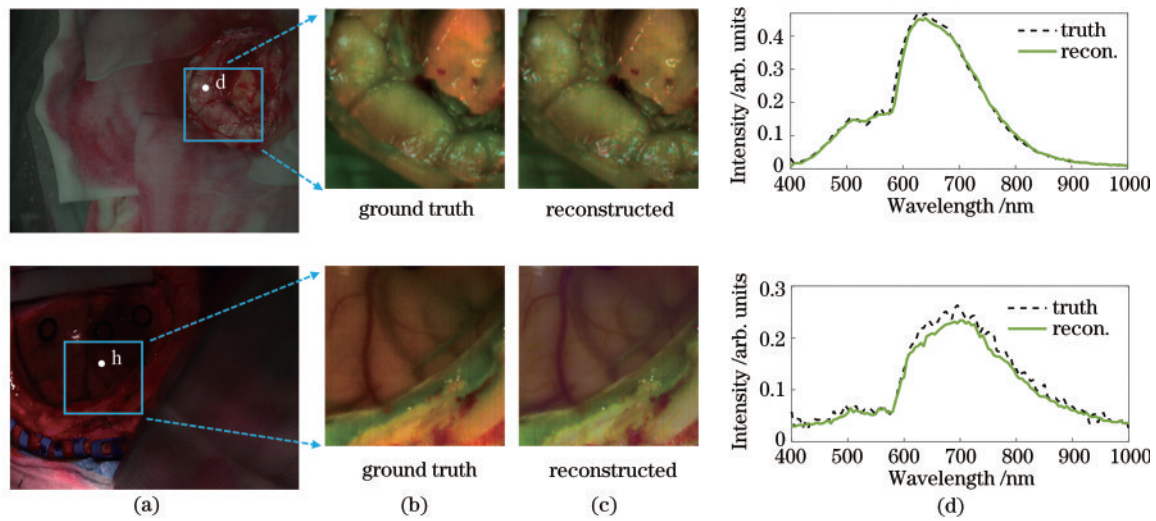 d
ground truth
reconstructed
Intensity /arb. units
0.4
0.3
0.2
0.1
0
truth
recon.
400 500 600 700 800 900 1000
Wavelength /nm
h
ground truth
reconstructed
Intensity /arb. units
0.3
0.2
0.1
0
truth
recon.
400 500 600 700 800 900 1000
Wavelength /nm
(a) (b) (c) (d)